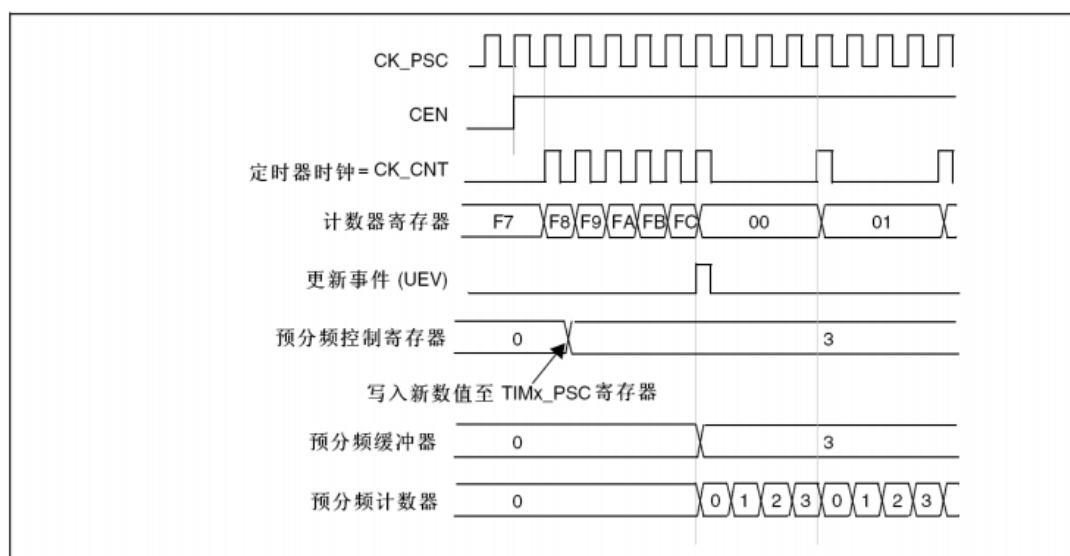 CK_PSC
CEN
定时器时钟= CK_CNT
计数器寄存器 F7 F8 F9 FA FB FC 00 01
更新事件 (UEV)
预分频控制寄存器 0 3
写入新数值至 TIMx_PSC 寄存器
预分频缓冲器 0 3
预分频计数器 0 0 1 2 3 0 1 2 3